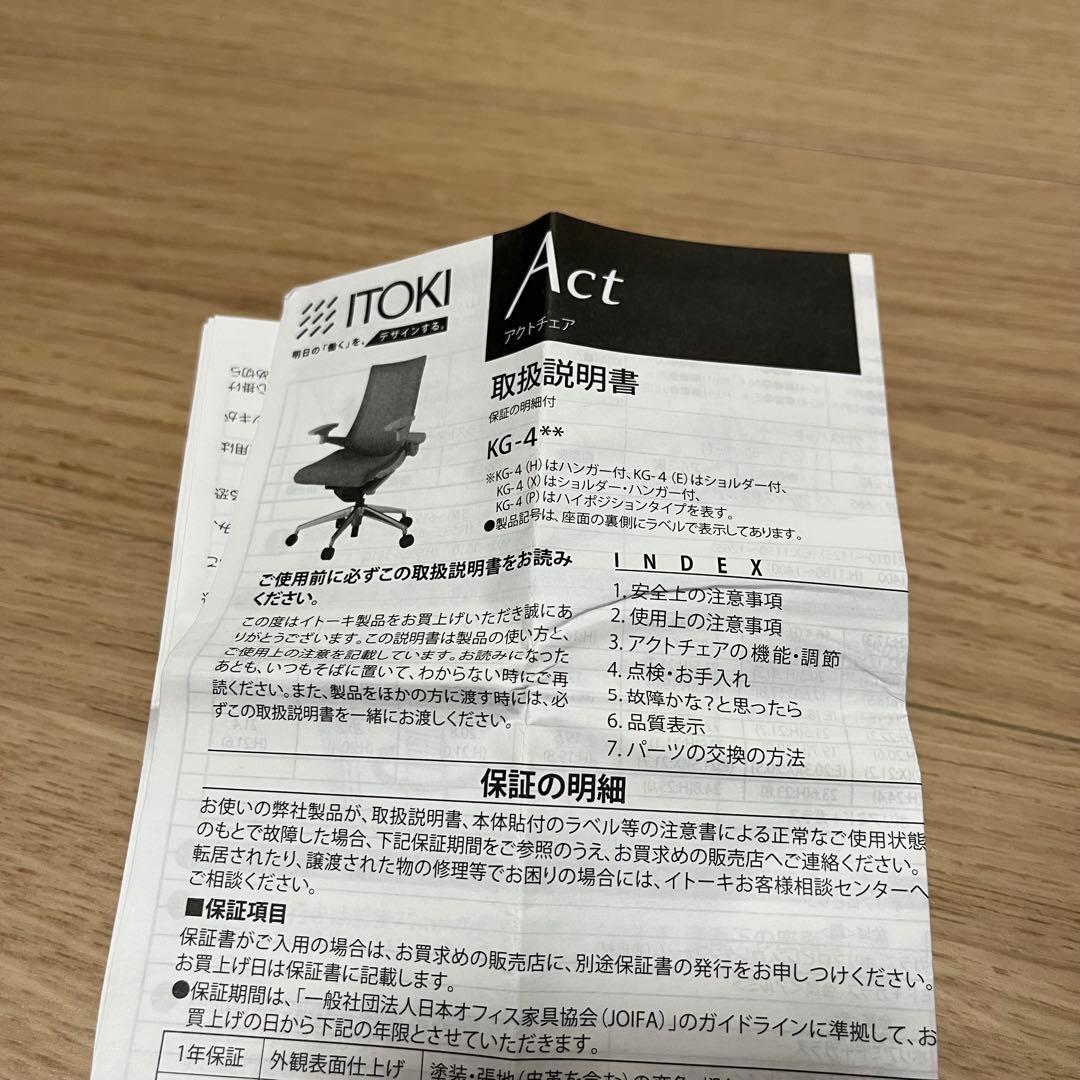 ITOKI
明日の「働く」を、デザインする。
Act
アクトチェア
取扱説明書
保証の明細付
KG-4**
※KG-4(H)はハンガー付、KG-4(E)はショルダー付、
KG-4(X)はショルダー・ハンガー付、
KG-4(P)はハイポジションタイプを表す。
●製品記号は、座面の裏側にラベルで表示してあります。
ご使用前に必ずこの取扱説明書をお読み
ください。
この度はイトーキ製品をお買上げいただき誠にあ
りがとうございます。この説明書は製品の使い方と、
ご使用上の注意を記載しています。お読みになった
あとも、いつもそばに置いて、わからない時にご再
読ください。また、製品をほかの方に渡す時には、必
ずこの取扱説明書を一緒にお渡しください。
INDEX
1. 安全上の注意事項
2. 使用上の注意事項
3. アクトチェアの機能・調節
4. 点検・お手入れ
5. 故障かな?と思ったら
6. 品質表示
7. パーツの交換の方法
保証の明細
お使いの弊社製品が、取扱説明書、本体貼付のラベル等の注意書による正常なご使用状態
のもとで故障した場合、下記保証期間をご参照のうえ、お買求めの販売店へご連絡ください。
転居されたり、譲渡された物の修理等でお困りの場合には、イトーキお客様相談センターへ
ご相談ください。
■保証項目
保証書がご入用の場合は、お買求めの販売店に、別途保証書の発行をお申しつけください。
お買上げ日は保証書に記載します。
●保証期間は、「一般社団法人日本オフィス家具協会(JOIFA)」のガイドラインに準拠して、お
買上げの日から下記の年限とさせていただきます。
1年保証 外観表面仕上げ 塗装・張地(皮革を含む)の変色・